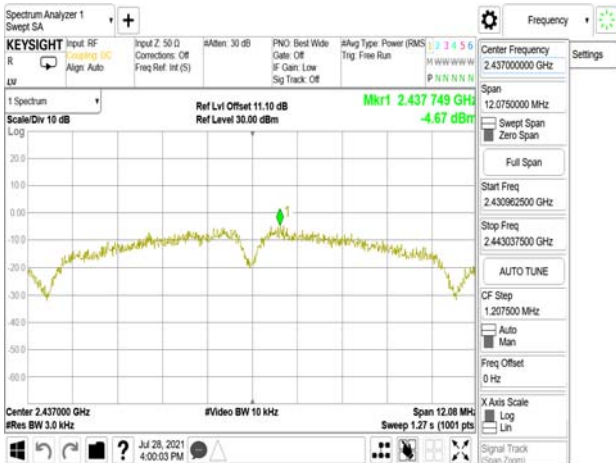 Spectrum Analyzer 1
Swept SA
+
Frequency
KEYSIGHT
Input: RF
Coupling: DC
Align: Auto
Input Z: 50 Ω
Corrections: Off
Freq Ref: Int (S)
#Atten: 30 dB
PNO: Best Wide
Gate: Off
IF Gain: Low
Sig Track: Off
#Avg Type: Power (RMS
Trig: Free Run
1 2 3 4 5 6
M W W W W W
P N N N N N
R
1 Spectrum
Scale/Div 10 dB
Log
Ref Lvl Offset 11.10 dB
Ref Level 30.00 dBm
Mkr1 2.437 749 GHz
-4.67 dBm
20.0
10.0
0.00
-10.0
-20.0
-30.0
-40.0
-50.0
-60.0
1
Center 2.437000 GHz
#Res BW 3.0 kHz
#Video BW 10 kHz
Span 12.08 MHz
Sweep 1.27 s (1001 pts)
Jul 28, 2021
4:00:03 PM
Settings
Center Frequency
2.437000000 GHz
Span
12.0750000 MHz
Swept Span
Zero Span
Full Span
Start Freq
2.430962500 GHz
Stop Freq
2.443037500 GHz
AUTO TUNE
CF Step
1.207500 MHz
Auto
Man
Freq Offset
0 Hz
X Axis Scale
Log
Lin
Signal Track
(Span Zoom)